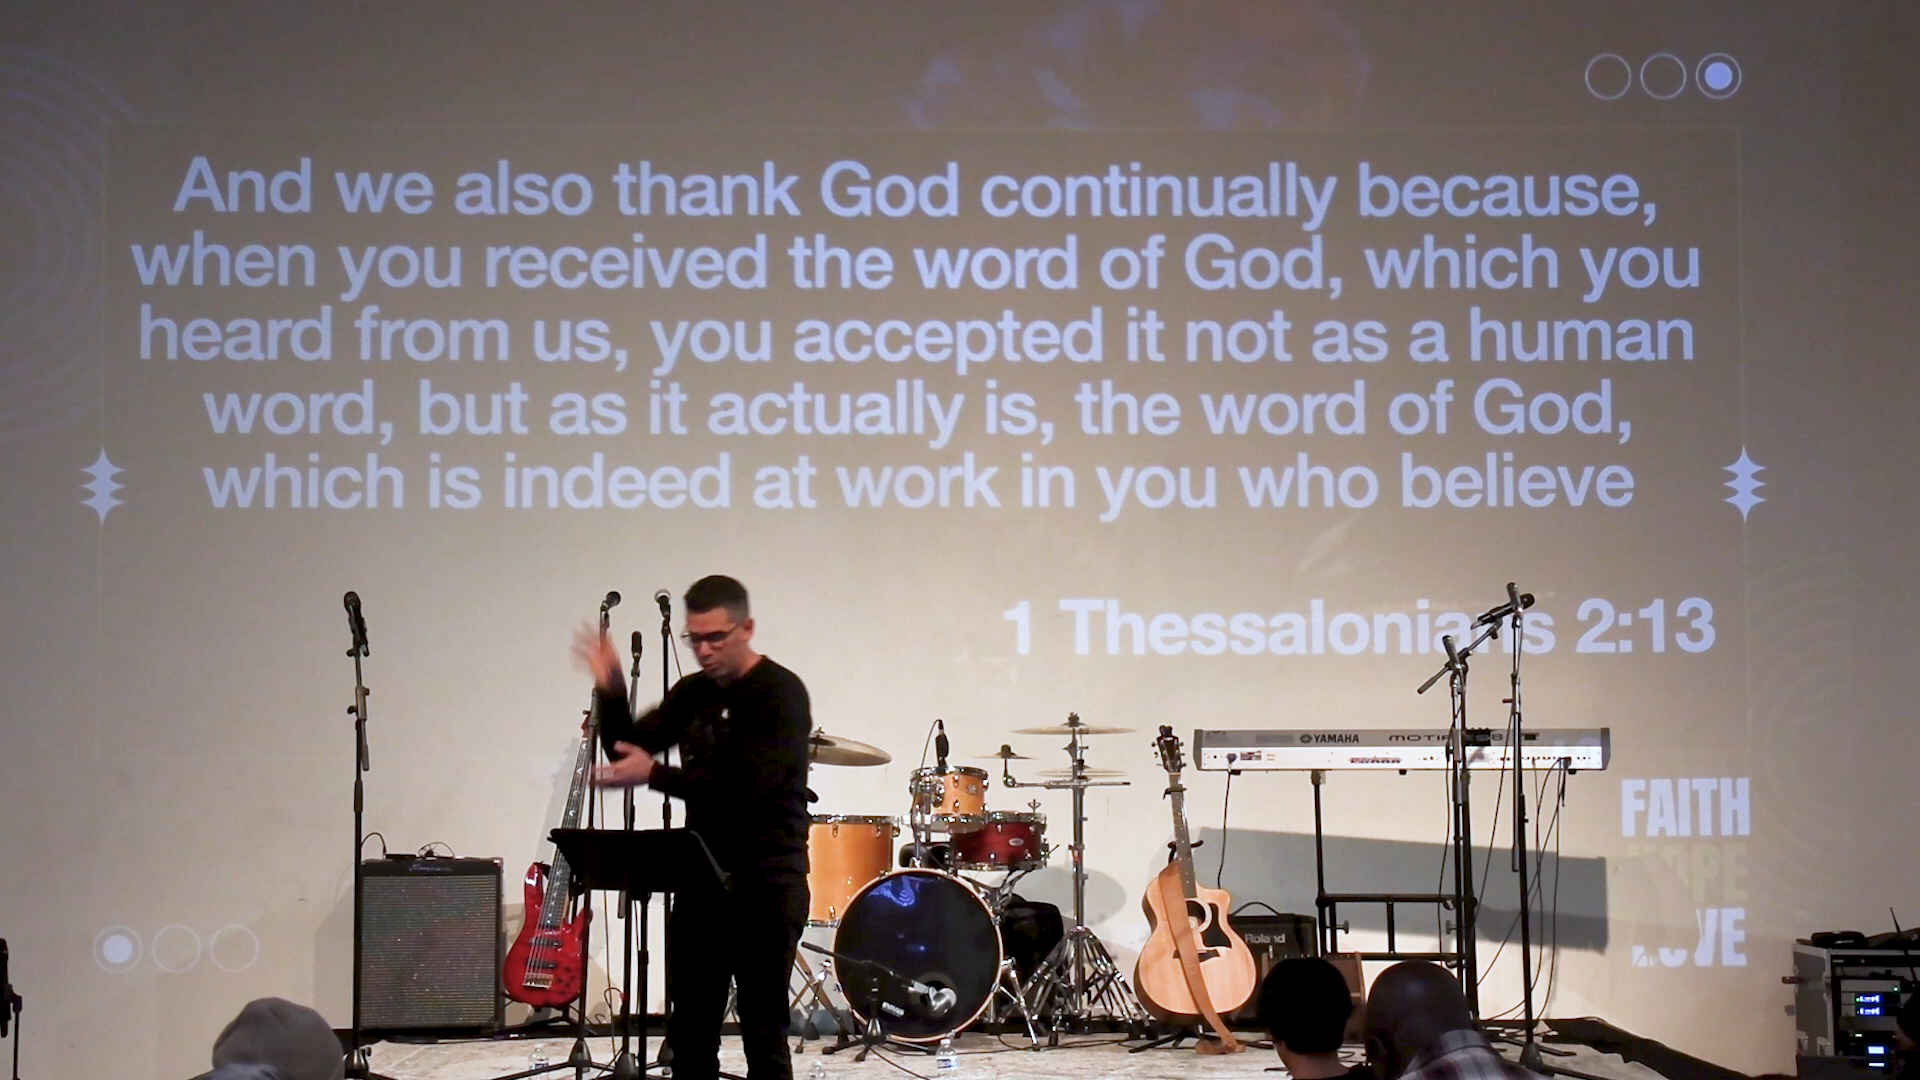 And we also thank God continually because,
when you received the word of God, which you
heard from us, you accepted it not as a human
word, but as it actually is, the word of God,
which is indeed at work in you who believe
1 Thessalonians 2:13
YAMAHA
FAITH
Roland